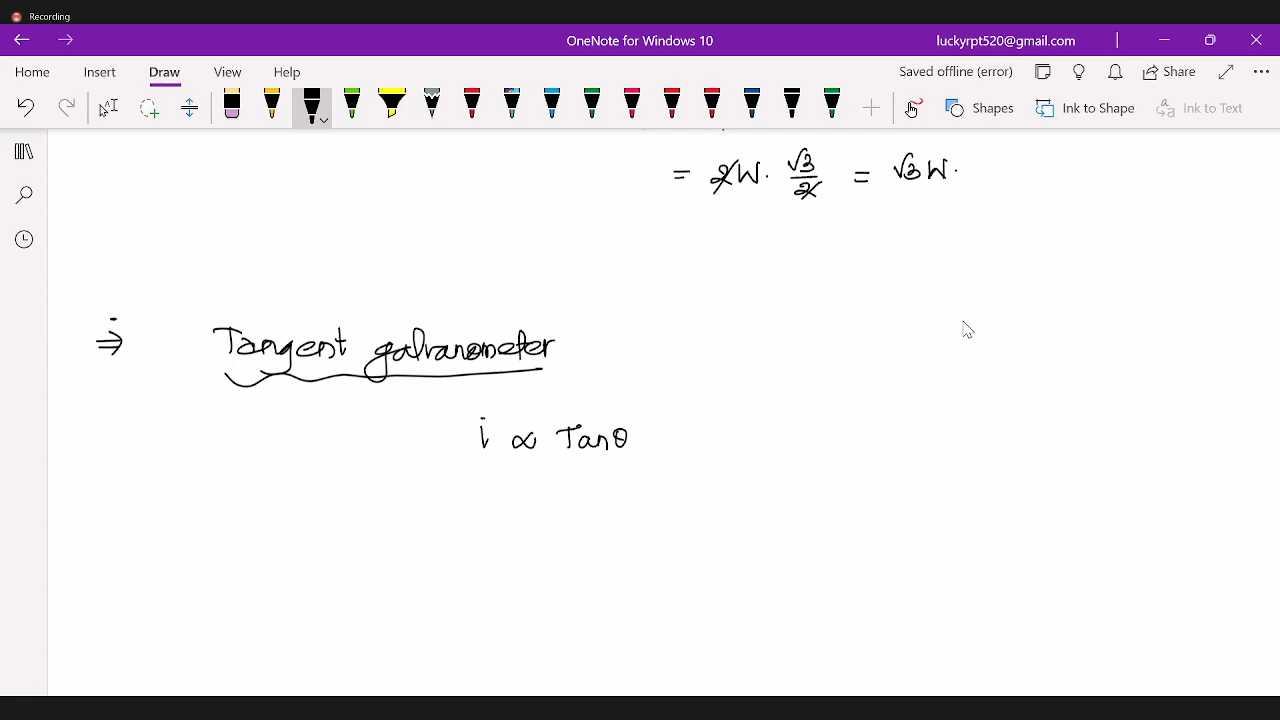 Recording
OneNote for Windows 10
luckyrpt520@gmail.com
Home Insert Draw View Help
Saved offline (error)
Share
Shapes
Ink to Shape
Ink to Text
= 2W. √3/2 = √3 W.
⇒ Tangent galvanometer
i ∝ Tanθ